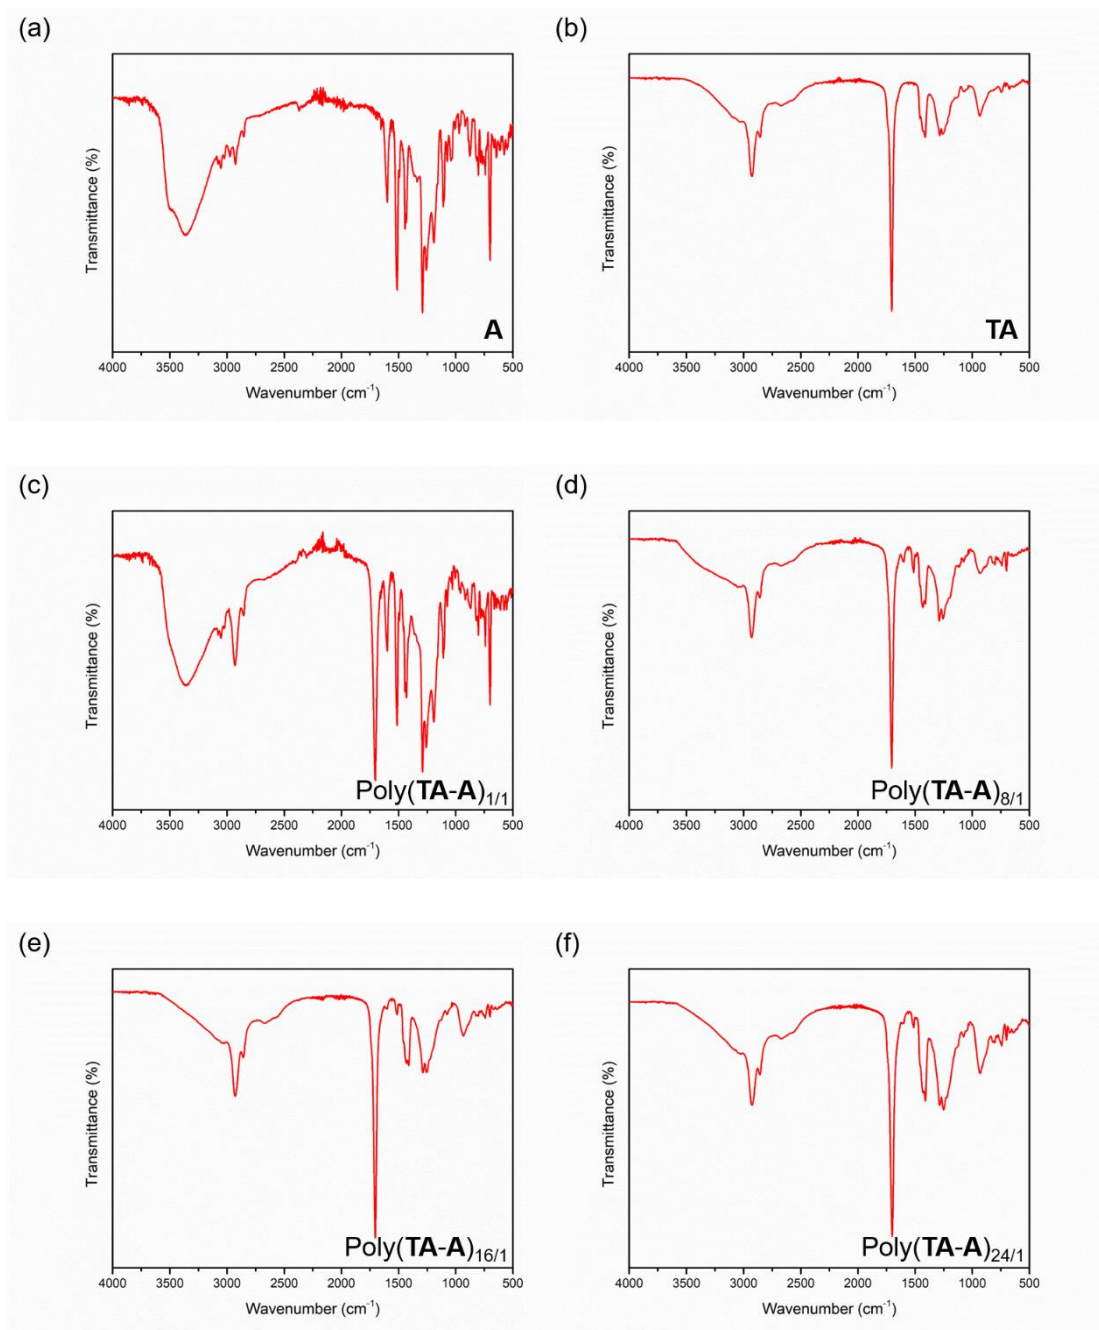 (a)
(b)
Transmittance (%)
A
4000 3500 3000 2500 2000 1500 1000 500
Wavenumber (cm⁻¹)
Transmittance (%)
TA
4000 3500 3000 2500 2000 1500 1000 500
Wavenumber (cm⁻¹)
(c)
(d)
Transmittance (%)
Poly(TA-A)₁/₁
4000 3500 3000 2500 2000 1500 1000 500
Wavenumber (cm⁻¹)
Transmittance (%)
Poly(TA-A)₈/₁
4000 3500 3000 2500 2000 1500 1000 500
Wavenumber (cm⁻¹)
(e)
(f)
Transmittance (%)
Poly(TA-A)₁₆/₁
4000 3500 3000 2500 2000 1500 1000 500
Wavenumber (cm⁻¹)
Transmittance (%)
Poly(TA-A)₂₄/₁
4000 3500 3000 2500 2000 1500 1000 500
Wavenumber (cm⁻¹)